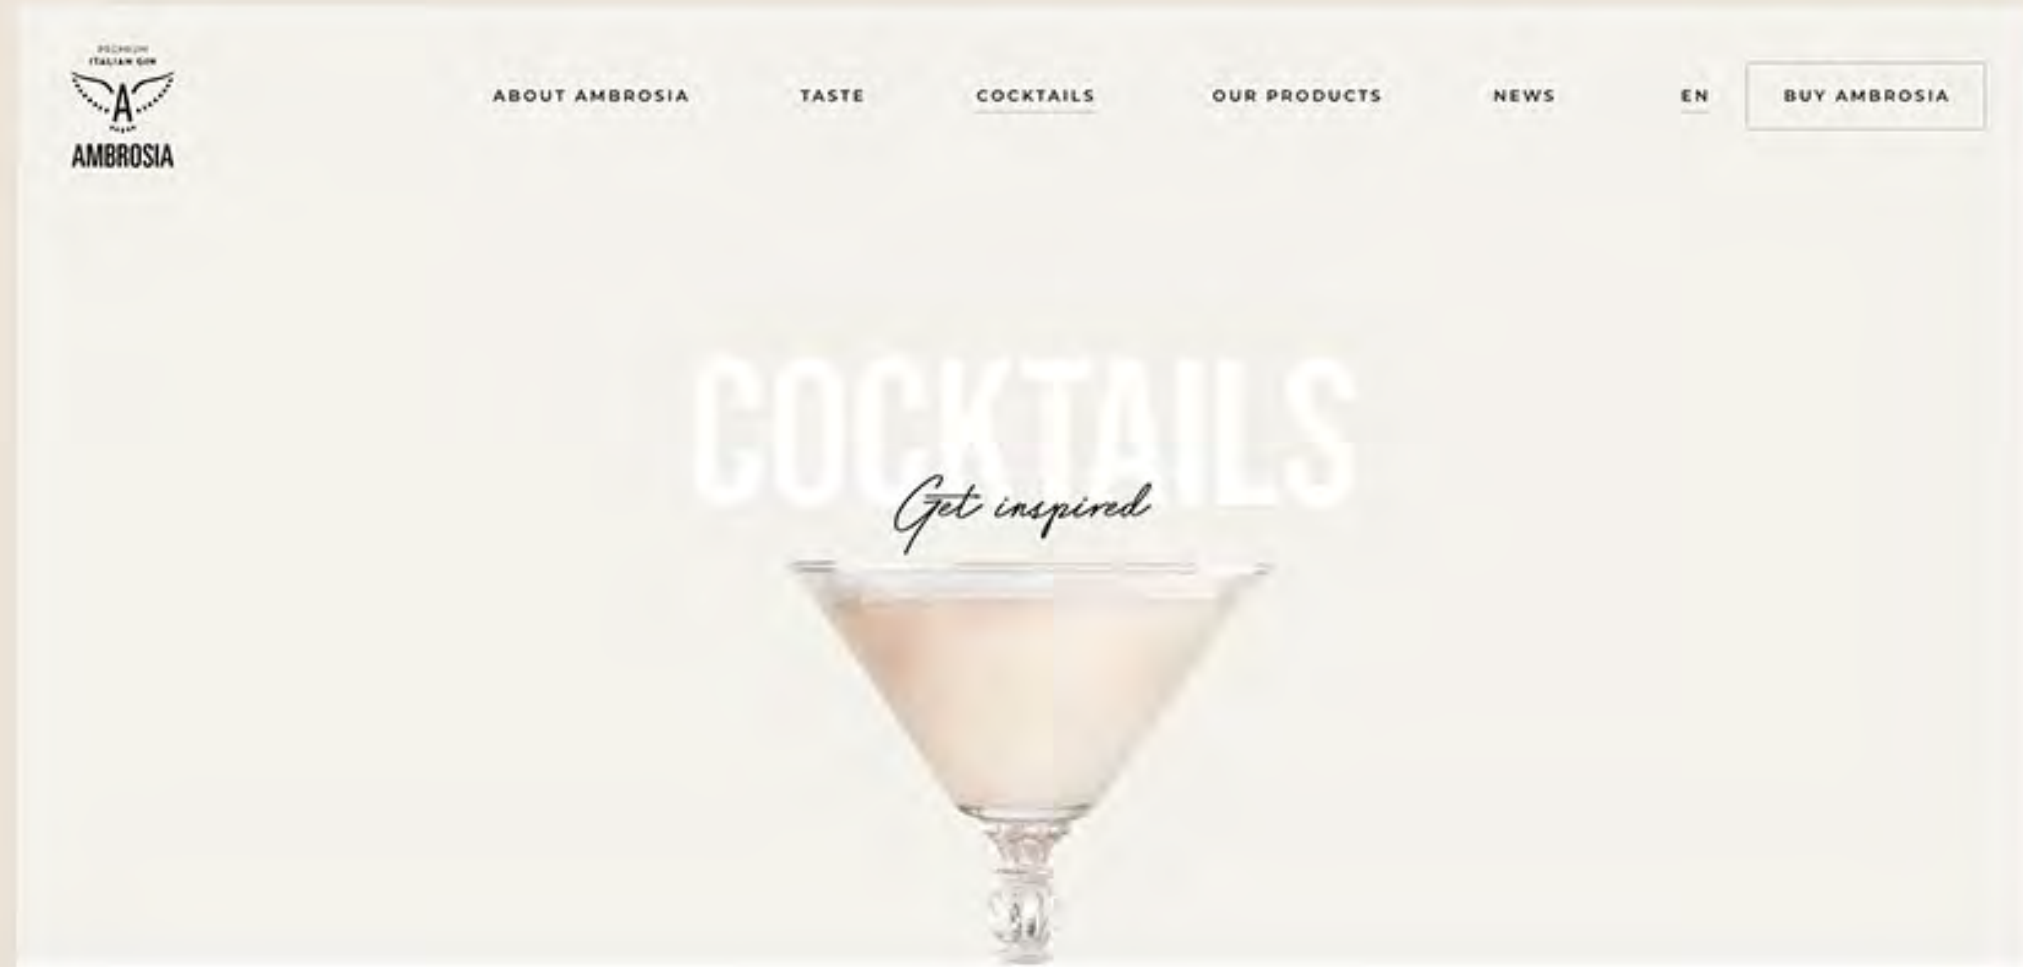 PREMIUM
ITALIAN GIN
A
AMBROSIA
ABOUT AMBROSIA TASTE COCKTAILS OUR PRODUCTS NEWS EN BUY AMBROSIA
COCKTAILS
Get inspired